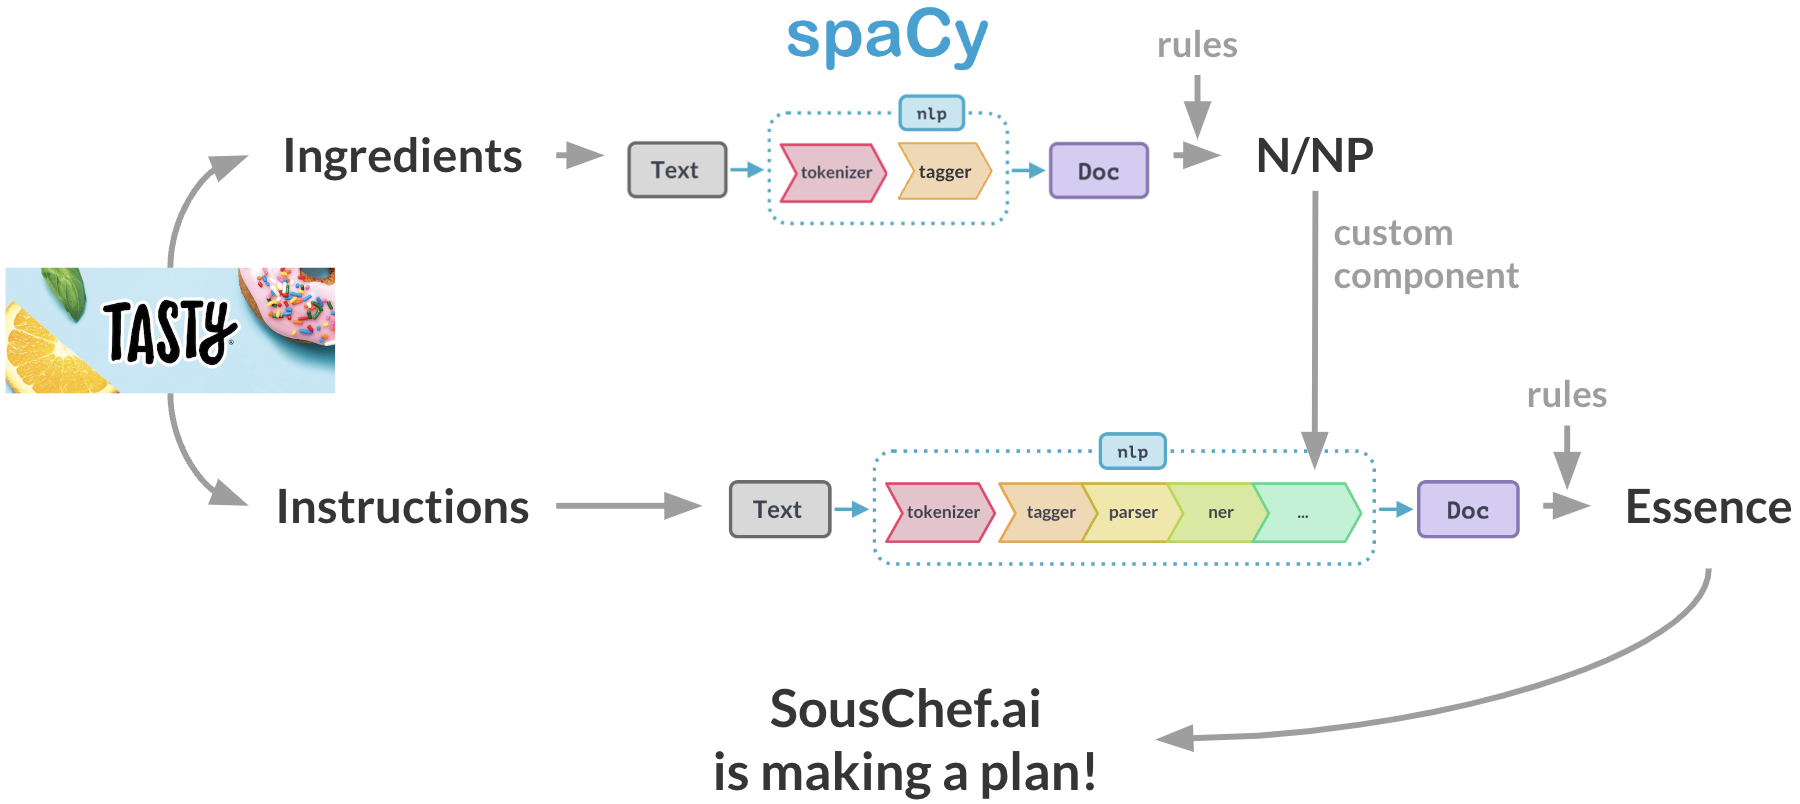 spaCy
rules
nlp
Ingredients
Text
tokenizer
tagger
Doc
N/NP
custom
component
TASTY
rules
nlp
Instructions
Text
tokenizer
tagger
parser
ner
...
Doc
Essence
SousChef.ai
is making a plan!